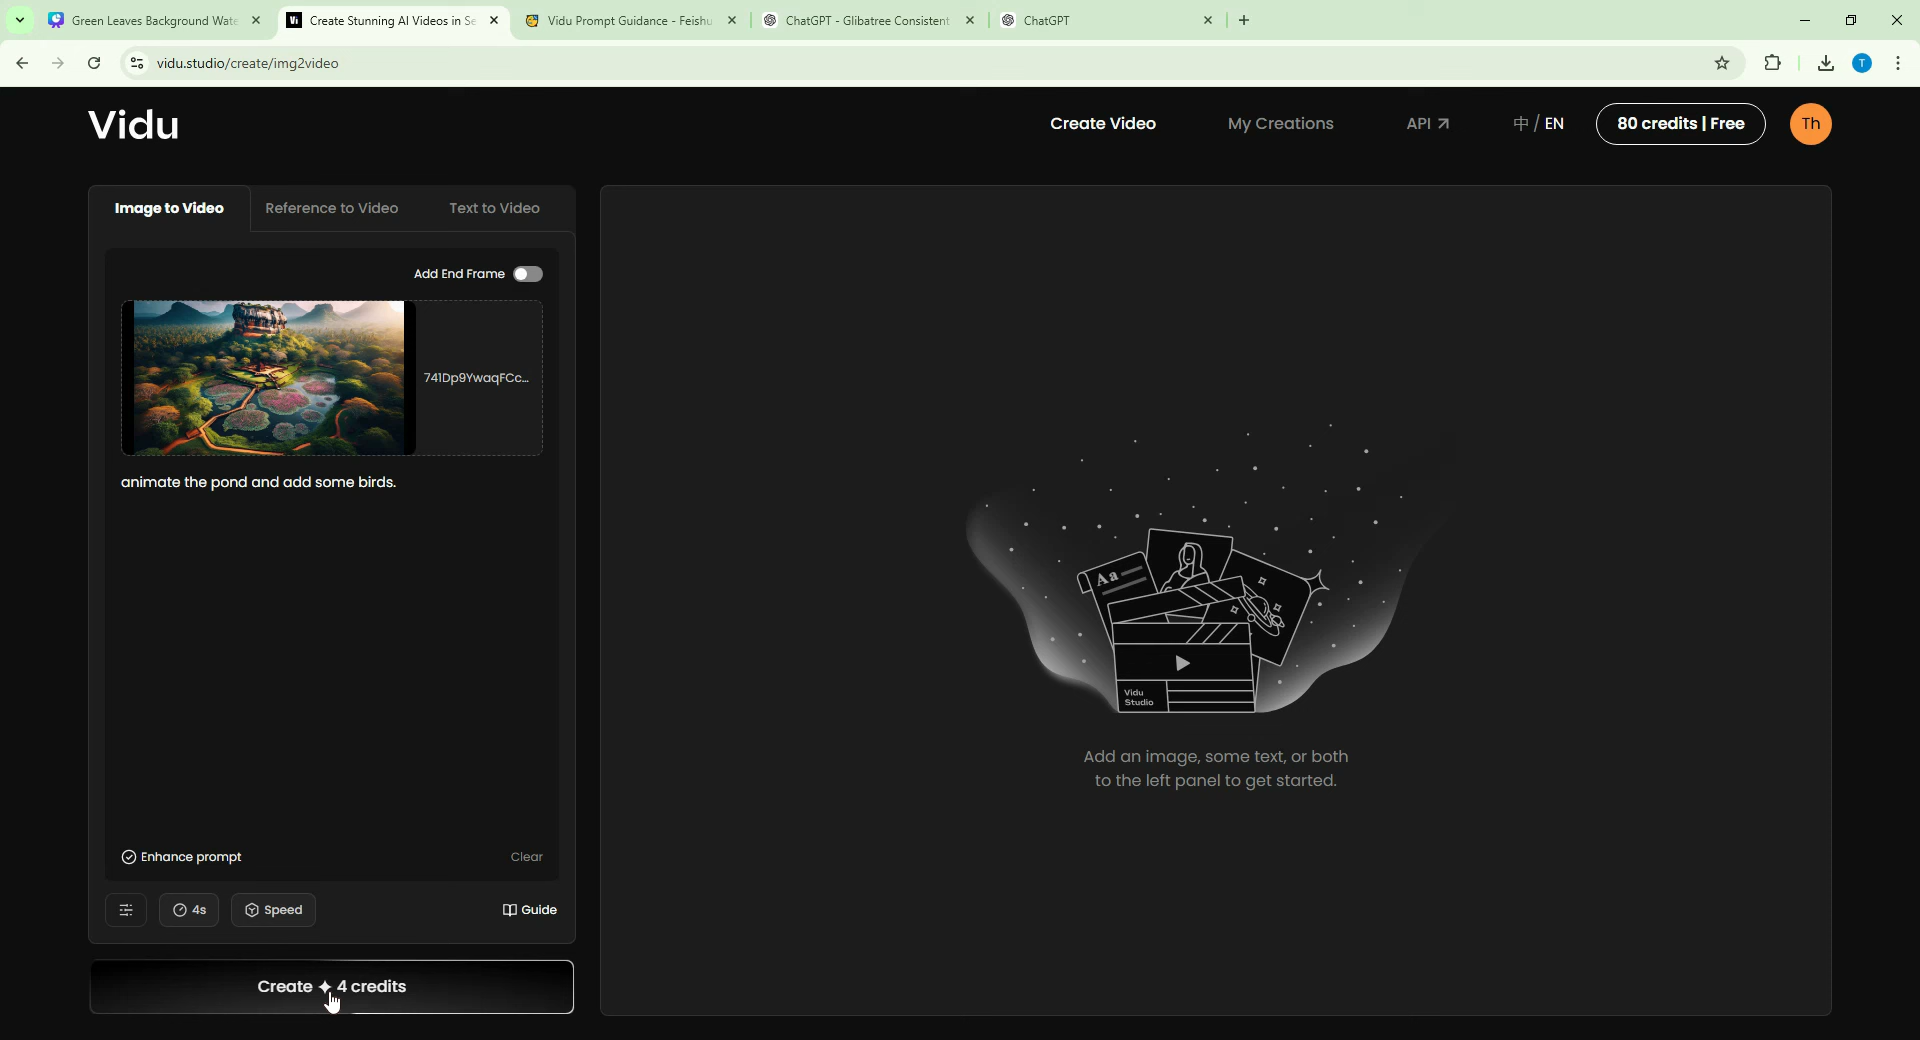 Green Leaves Background Wate
Create Stunning AI Videos in Se
Vidu Prompt Guidance - Feishu
ChatGPT - Glibatree Consistent
ChatGPT
vidu.studio/create/img2video
T
Vidu
Create Video
My Creations
API
中 / EN
80 credits | Free
Th
Image to Video
Reference to Video
Text to Video
Add End Frame
741Dp9YwaqFCc...
animate the pond and add some birds.
Aa
Vidu
Studio
Add an image, some text, or both
to the left panel to get started.
Enhance prompt
Clear
4s
Speed
Guide
Create 4 credits